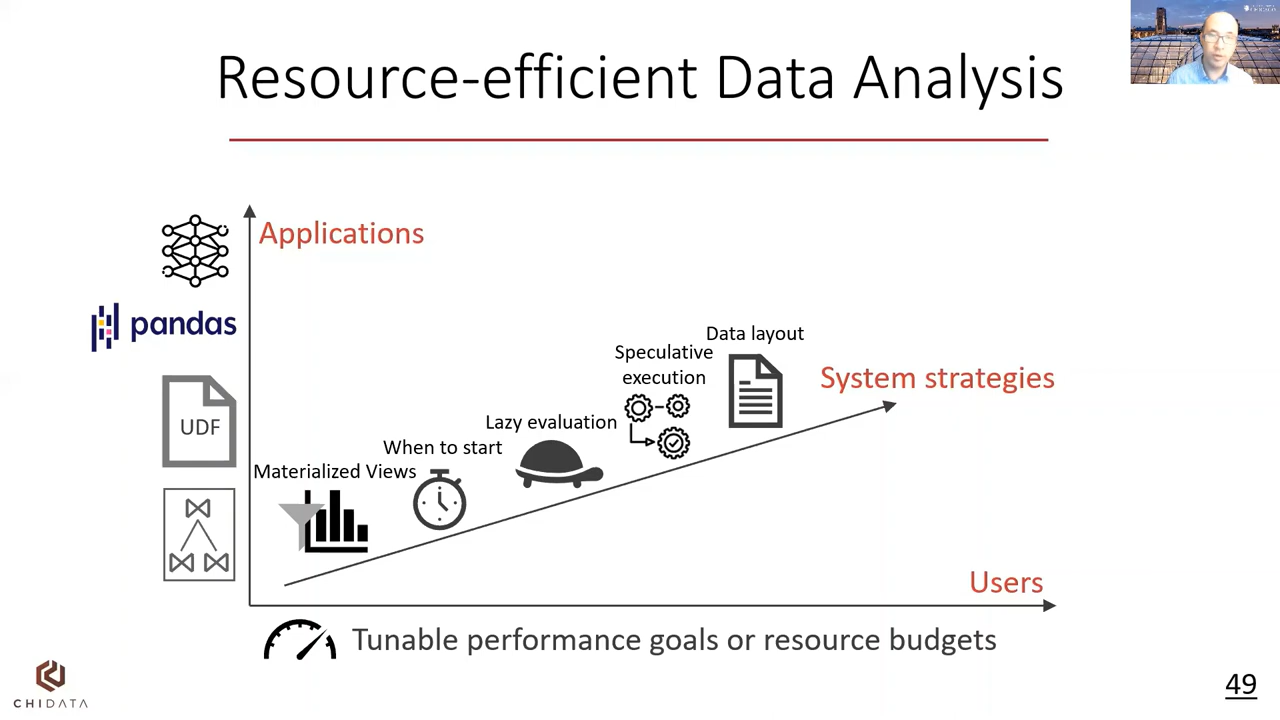 Resource-efficient Data Analysis
Applications
pandas
Data layout
Speculative
execution
System strategies
UDF
Lazy evaluation
When to start
Materialized Views
Users
Tunable performance goals or resource budgets
CHIDATA
49